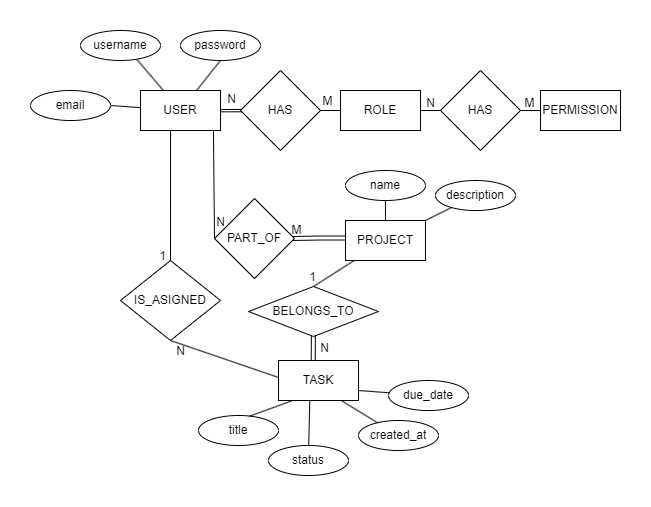 username
password
email
USER
N
HAS
M
ROLE
N
HAS
M
PERMISSION
name
description
N
PART_OF
M
PROJECT
1
IS_ASIGNED
N
1
BELONGS_TO
N
TASK
due_date
title
created_at
status